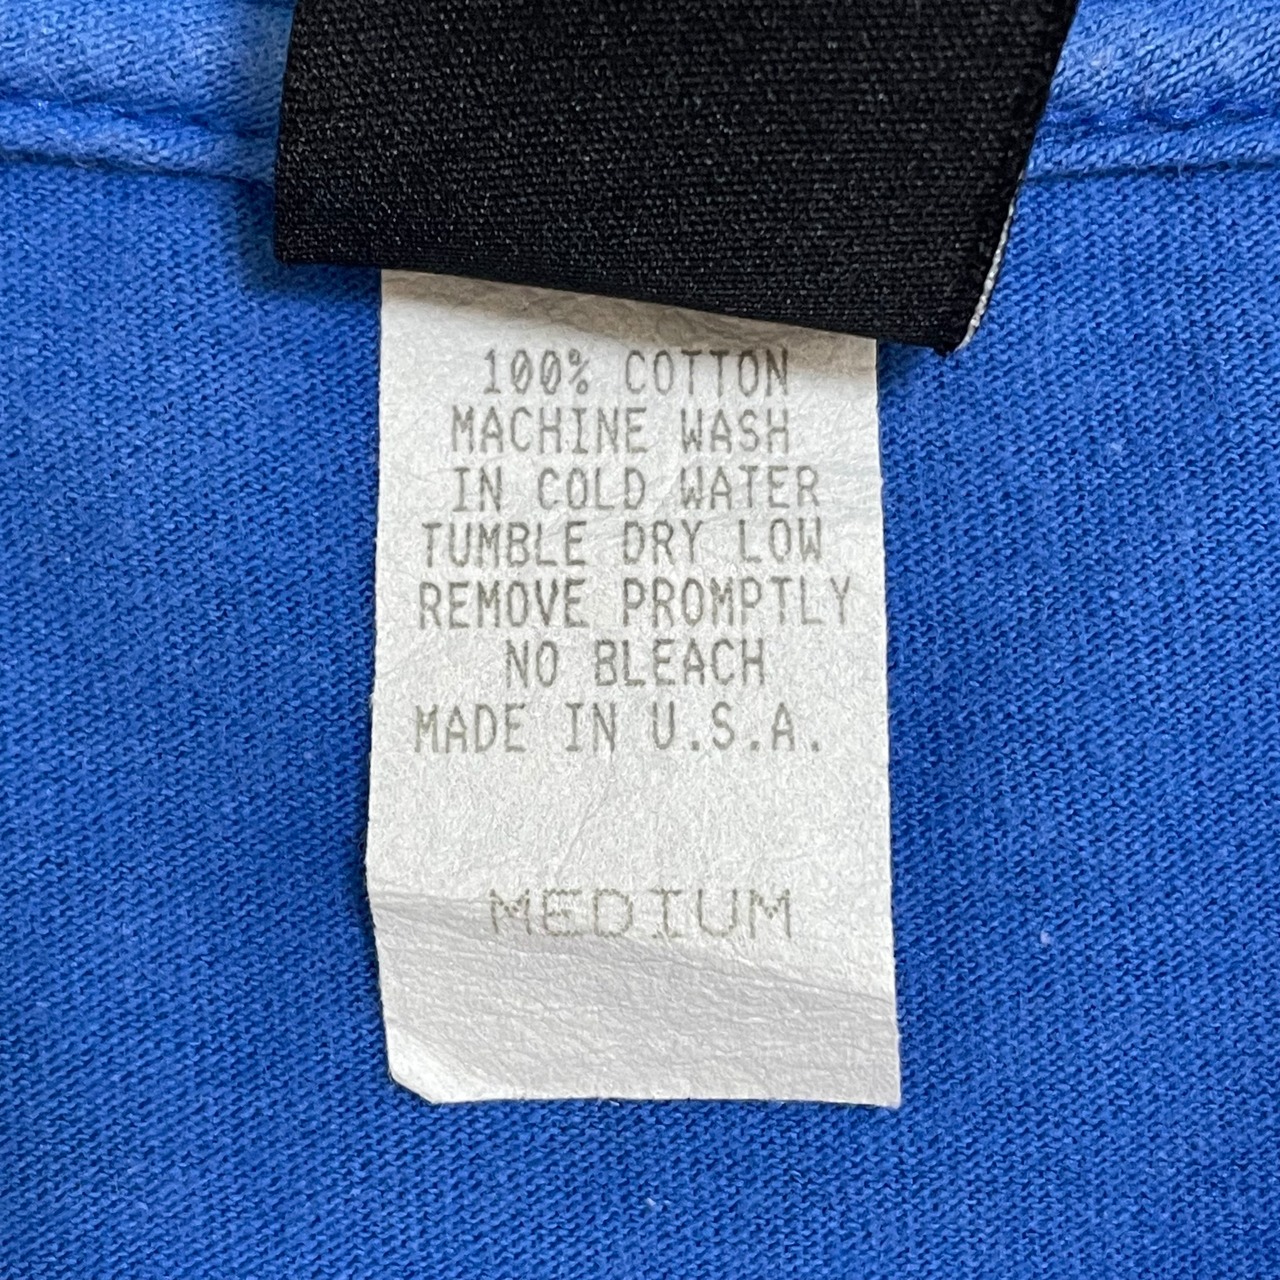 100% COTTON
MACHINE WASH
IN COLD WATER
TUMBLE DRY LOW
REMOVE PROMPTLY
NO BLEACH
MADE IN U.S.A.
MEDIUM